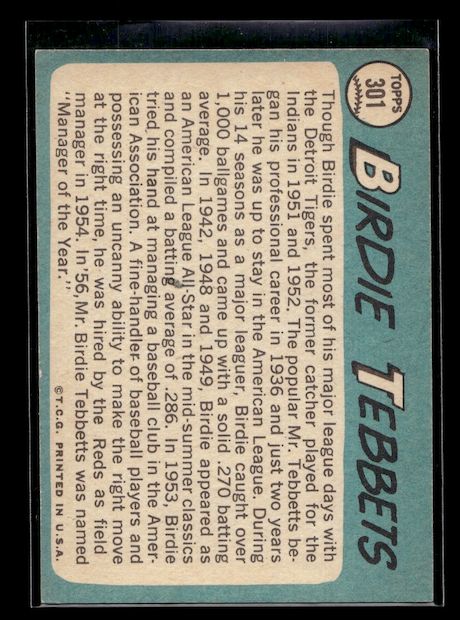 TOPPS
301
BIRDIE TEBBETS
Though Birdie spent most of his major league days with
the Detroit Tigers, the former catcher played for the
Indians in 1951 and 1952. The popular Mr. Tebbetts be-
gan his professional career in 1936 and just two years
later he was up to stay in the American League. During
his 14 seasons as a major leaguer, Birdie caught over
1,000 ballgames and came up with a solid .270 batting
average. In 1942, 1948 and 1949, Birdie appeared as
an American League All-Star in the mid-summer classics
and compiled a batting average of .286. In 1953, Birdie
tried his hand at managing a baseball club in the Amer-
ican Association. A fine-handler of baseball players and
possessing an uncanny ability to make the right move
at the right time, he was hired by the Reds as field
manager in 1954. In '56, Mr. Birdie Tebbetts was named
"Manager of the Year."
©T.C.G. PRINTED IN U.S.A.